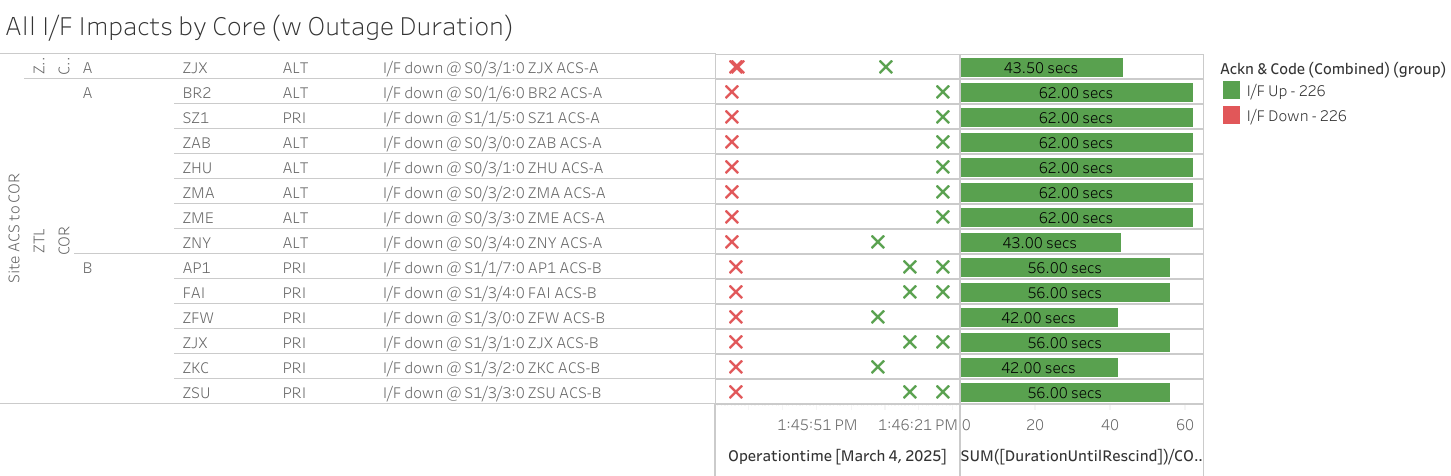 All I/F Impacts by Core (w Outage Duration)
Site ACS to COR
Z.. C.. A ZJX ALT I/F down @ S0/3/1:0 ZJX ACS-A 43.50 secs
ZTL COR
A BR2 ALT I/F down @ S0/1/6:0 BR2 ACS-A 62.00 secs
SZ1 PRI I/F down @ S1/1/5:0 SZ1 ACS-A 62.00 secs
ZAB ALT I/F down @ S0/3/0:0 ZAB ACS-A 62.00 secs
ZHU ALT I/F down @ S0/3/1:0 ZHU ACS-A 62.00 secs
ZMA ALT I/F down @ S0/3/2:0 ZMA ACS-A 62.00 secs
ZME ALT I/F down @ S0/3/3:0 ZME ACS-A 62.00 secs
ZNY ALT I/F down @ S0/3/4:0 ZNY ACS-A 43.00 secs
B AP1 PRI I/F down @ S1/1/7:0 AP1 ACS-B 56.00 secs
FAI PRI I/F down @ S1/3/4:0 FAI ACS-B 56.00 secs
ZFW PRI I/F down @ S1/3/0:0 ZFW ACS-B 42.00 secs
ZJX PRI I/F down @ S1/3/1:0 ZJX ACS-B 56.00 secs
ZKC PRI I/F down @ S1/3/2:0 ZKC ACS-B 42.00 secs
ZSU PRI I/F down @ S1/3/3:0 ZSU ACS-B 56.00 secs
1:45:51 PM 1:46:21 PM 0 20 40 60
Operationtime [March 4, 2025] SUM([DurationUntilRescind])/CO..
Ackn & Code (Combined) (group)
I/F Up - 226
I/F Down - 226